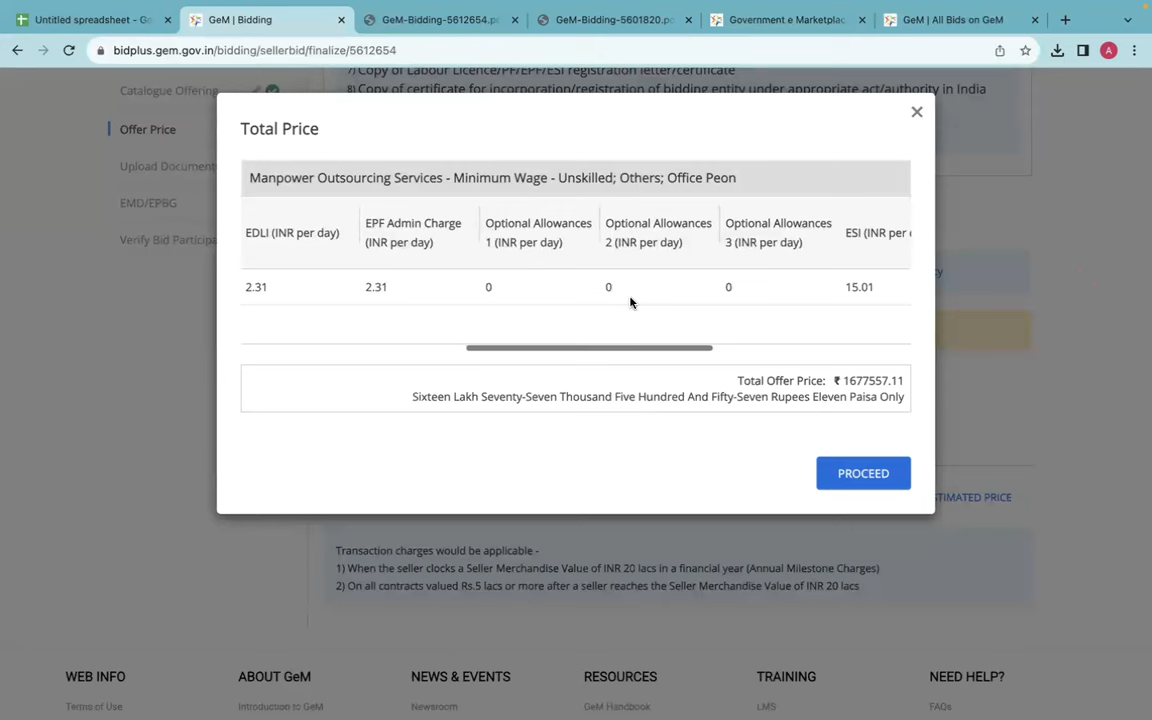 Untitled spreadsheet - Go
GeM | Bidding
GeM-Bidding-5612654.p
GeM-Bidding-5601820.p
Government e Marketplac
GeM | All Bids on GeM
bidplus.gem.gov.in/bidding/sellerbid/finalize/5612654
A
7) Copy of Labour Licence/PF/EPF/ESI registration letter/certificate
Catalogue Offering
8) Copy of certificate for incorporation/registration of bidding entity under appropriate act/authority in India
Offer Price
Upload Document
EMD/EPBG
Verify Bid Participa
Total Price
Manpower Outsourcing Services - Minimum Wage - Unskilled; Others; Office Peon
EDLI (INR per day)
EPF Admin Charge
(INR per day)
Optional Allowances
1 (INR per day)
Optional Allowances
2 (INR per day)
Optional Allowances
3 (INR per day)
ESI (INR per
2.31
2.31
0
0
0
15.01
Total Offer Price: ₹ 1677557.11
Sixteen Lakh Seventy-Seven Thousand Five Hundred And Fifty-Seven Rupees Eleven Paisa Only
PROCEED
TIMATED PRICE
Transaction charges would be applicable -
1) When the seller clocks a Seller Merchandise Value of INR 20 lacs in a financial year (Annual Milestone Charges)
2) On all contracts valued Rs.5 lacs or more after a seller reaches the Seller Merchandise Value of INR 20 lacs
WEB INFO
ABOUT GeM
NEWS & EVENTS
RESOURCES
TRAINING
NEED HELP?
Terms of Use
Introduction to GeM
Newsroom
GeM Handbook
LMS
FAQs